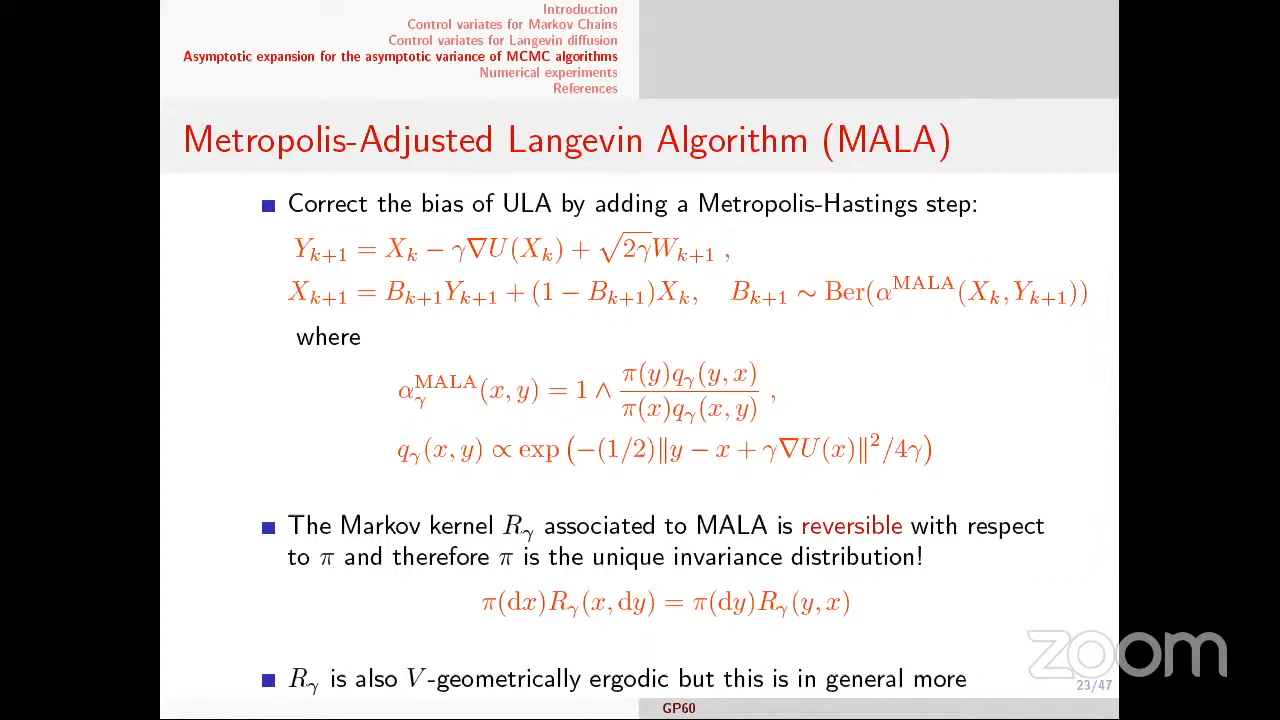 Introduction
Control variates for Markov Chains
Control variates for Langevin diffusion
Asymptotic expansion for the asymptotic variance of MCMC algorithms
Numerical experiments
References
Metropolis-Adjusted Langevin Algorithm (MALA)
Correct the bias of ULA by adding a Metropolis-Hastings step:
Y_{k+1} = X_k − γ∇U(X_k) + √(2γ)W_{k+1} ,
X_{k+1} = B_{k+1}Y_{k+1} + (1 − B_{k+1})X_k, B_{k+1} ∼ Ber(α^{MALA}(X_k, Y_{k+1}))
where
α_γ^{MALA}(x, y) = 1 ∧ π(y)q_γ(y, x) / π(x)q_γ(x, y) ,
q_γ(x, y) ∝ exp (−(1/2)‖y − x + γ∇U(x)‖²/4γ)
The Markov kernel R_γ associated to MALA is reversible with respect
to π and therefore π is the unique invariance distribution!
π(dx)R_γ(x, dy) = π(dy)R_γ(y, x)
R_γ is also V-geometrically ergodic but this is in general more
zoom
23/47
GP60